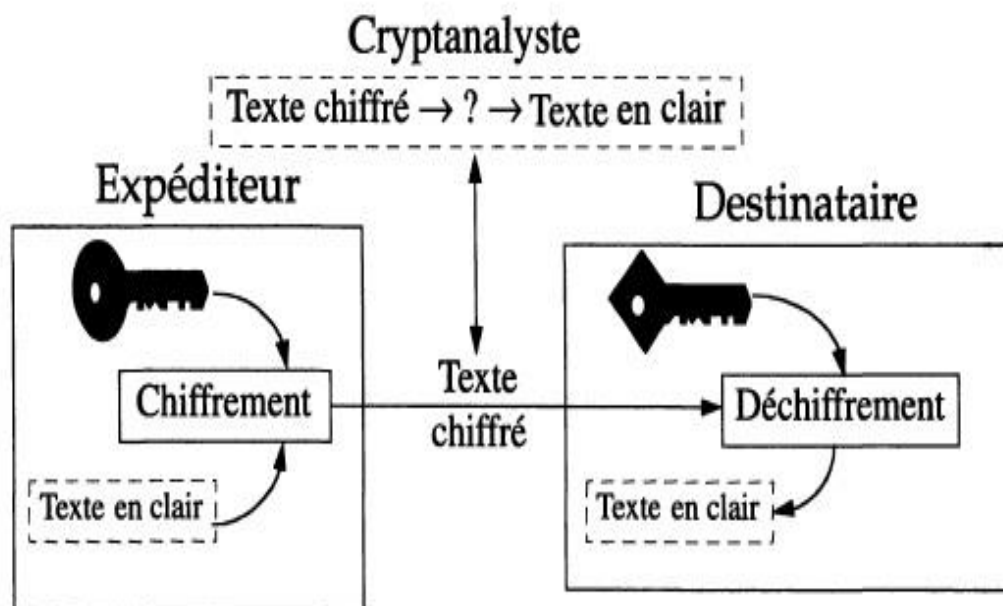 Cryptanalyste
Texte chiffré → ? → Texte en clair
Expéditeur
Destinataire
Chiffrement
Texte
chiffré
Déchiffrement
Texte en clair
Texte en clair